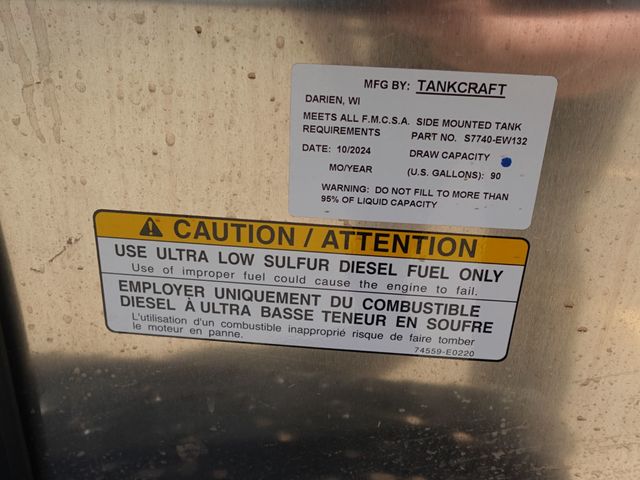 MFG BY: TANKCRAFT
DARIEN, WI
MEETS ALL F.M.C.S.A. SIDE MOUNTED TANK
REQUIREMENTS PART NO. S7740-EW132
DATE: 10/2024 DRAW CAPACITY
MO/YEAR (U.S. GALLONS): 90
WARNING: DO NOT FILL TO MORE THAN
95% OF LIQUID CAPACITY
CAUTION / ATTENTION
USE ULTRA LOW SULFUR DIESEL FUEL ONLY
Use of improper fuel could cause the engine to fail.
EMPLOYER UNIQUEMENT DU COMBUSTIBLE
DIESEL À ULTRA BASSE TENEUR EN SOUFRE
L'utilisation d'un combustible inapproprié risque de faire tomber
le moteur en panne.
74559-E0220